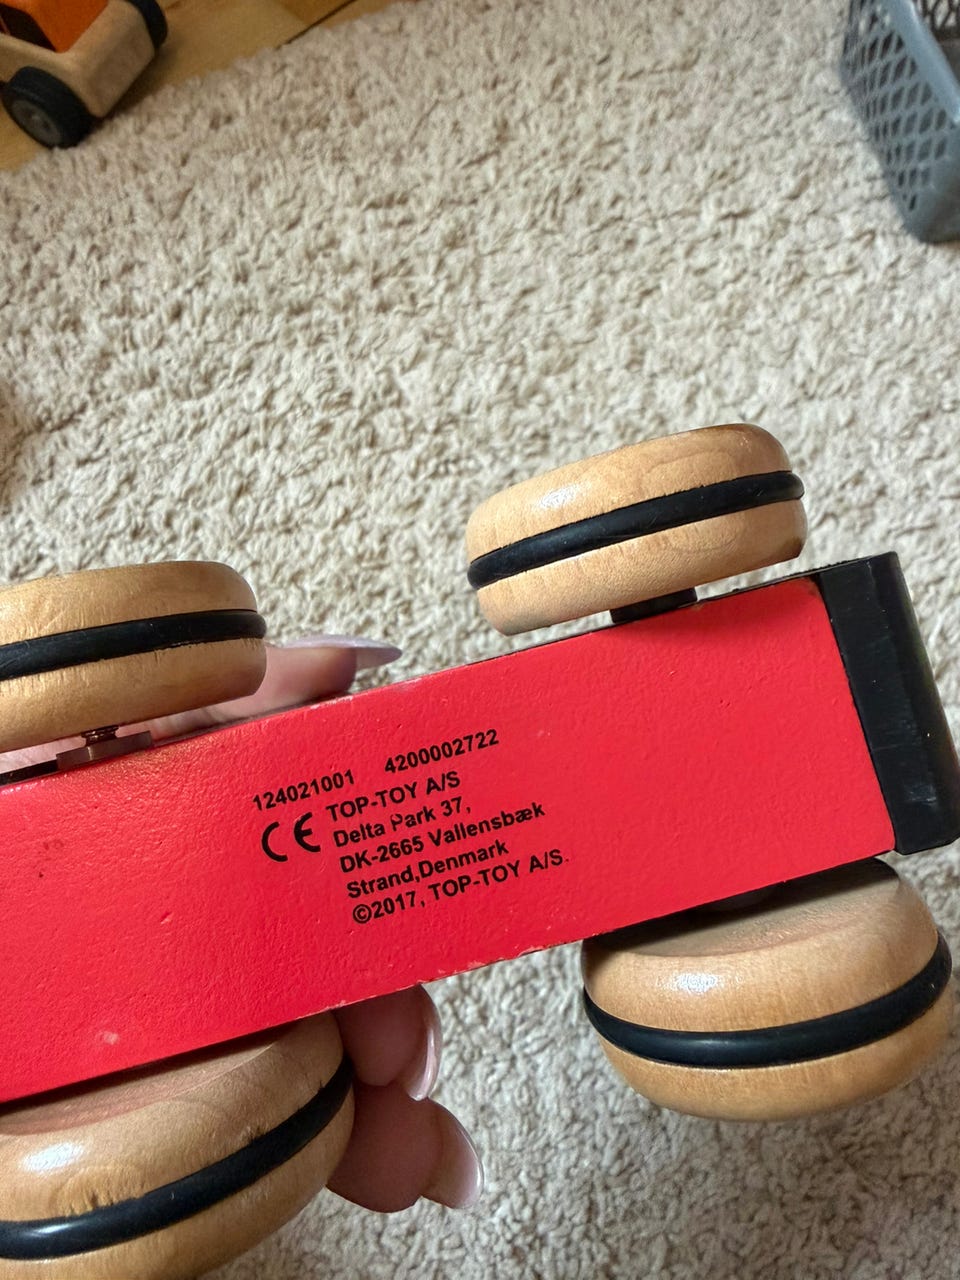 124021001 4200002722
CE TOP-TOY A/S
Delta Park 37,
DK-2665 Vallensbæk
Strand,Denmark
©2017, TOP-TOY A/S.